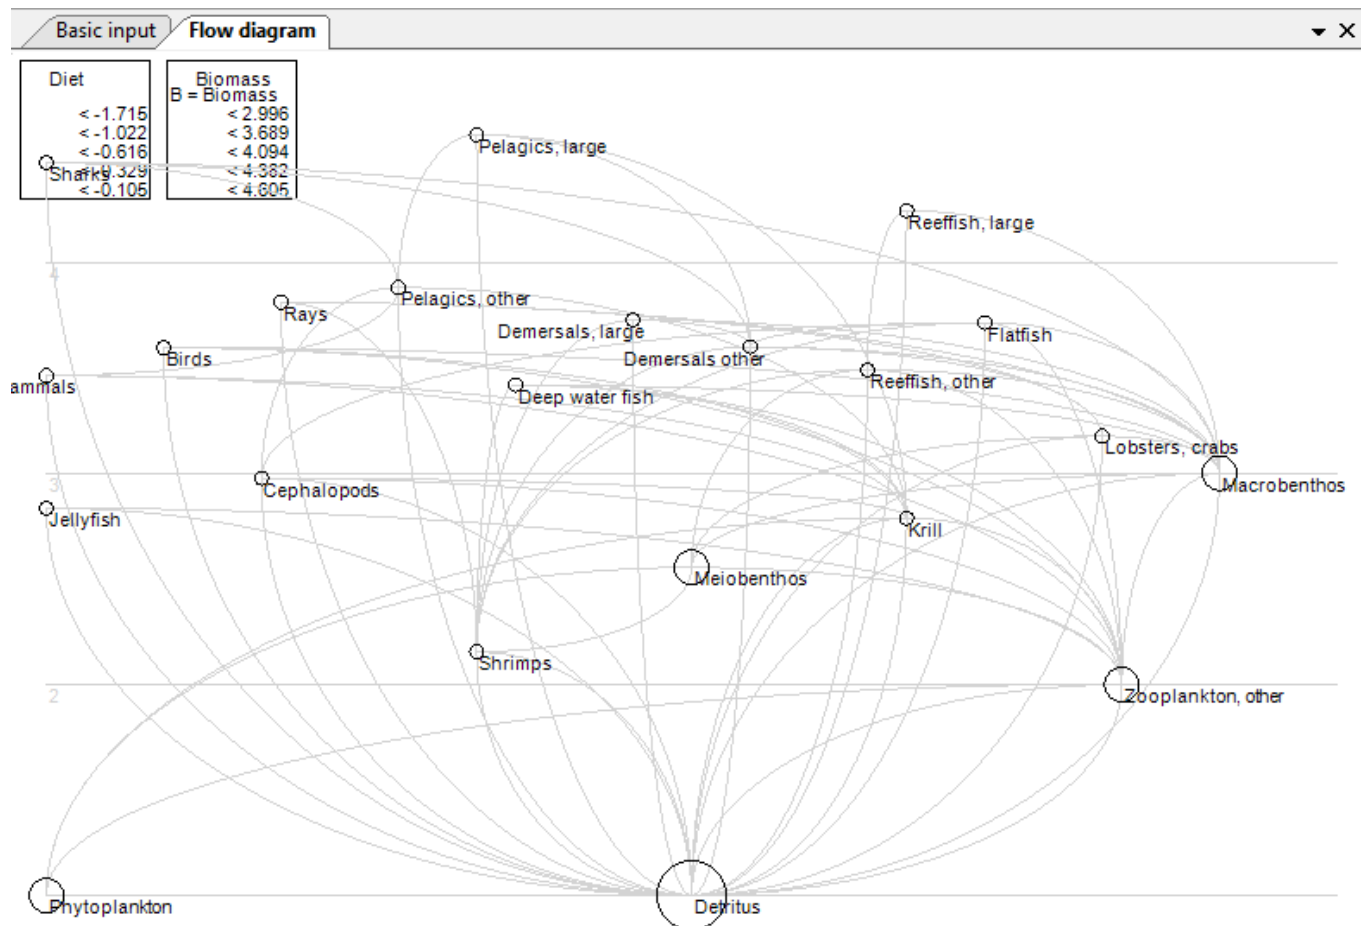 Basic input
Flow diagram
Diet
< -1.715
< -1.022
< -0.616
< -0.329
< -0.105
Biomass
B = Biomass
< 2.996
< 3.689
< 4.094
< 4.382
< 4.605
Pelagics, large
Sharks
Reeffish, large
4
Pelagics, other
Rays
Demersals, large
Flatfish
Birds
Demersals other
ammals
Reeffish, other
Deep water fish
Lobsters, crabs
3
Cephalopods
Macrobenthos
Jellyfish
Krill
Meiobenthos
Shrimps
2
Zooplankton, other
Phytoplankton
Detritus